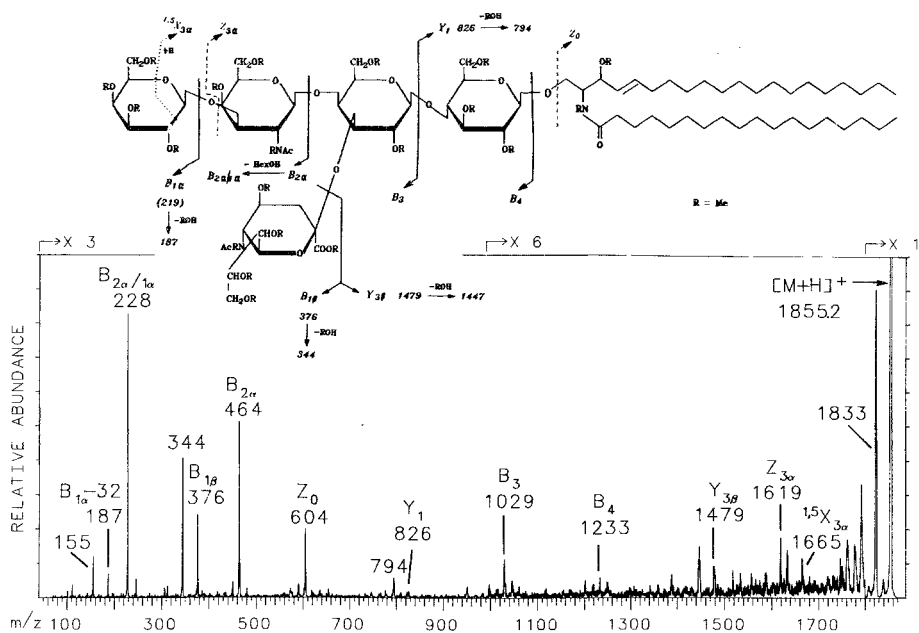 1,5X3α
+H
Z3α
-ROH
Y1 826 → 794
Z0
CH2OR
CH2OR
CH2OR
CH2OR
OR
RO
RO
OR
OR
RNAc
OR
OR
OR
RN
O
B1α
(219)
-ROH
187
- HexOH
B2α/1α
B2α
B3
B4
R = Me
OR
AcRN
CHOR
CHOR
CH2OR
COOR
B1β
376
-ROH
344
Y3β 1479 → 1447
-ROH
X 3
X 6
X 1
RELATIVE ABUNDANCE
B2α/1α
228
[M+H]+
1855.2
B2α
464
1833
344
B1β
376
B1α-32
187
155
Z0
604
Y1
826
794
B3
1029
B4
1233
Y3β
1479
Z3α
1619
1,5X3α
1665
m/z 100 300 500 700 900 1100 1300 1500 1700